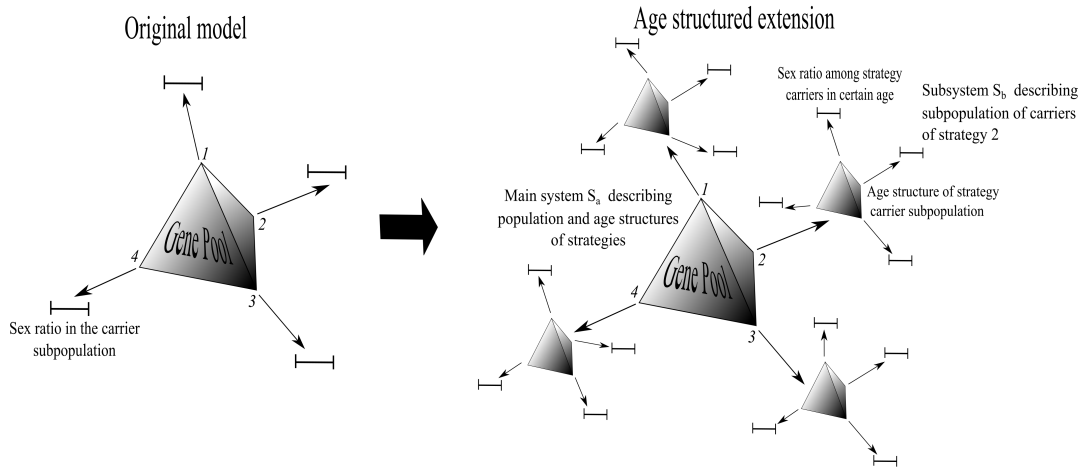 Original model
1
2
3
4
Gene Pool
Sex ratio in the carrier
subpopulation
Age structured extension
Sex ratio among strategy
carriers in certain age
Subsystem Sb describing
subpopulation of carriers
of strategy 2
Age structure of strategy
carrier subpopulation
Main system Sa describing
population and age structures
of strategies
1
2
3
4
Gene Pool